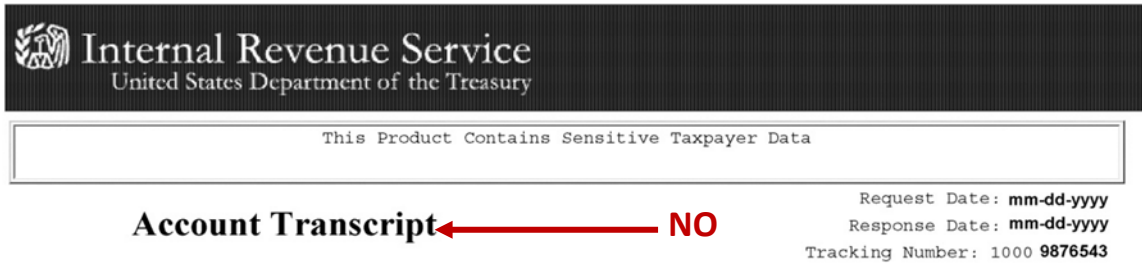 Internal Revenue Service
United States Department of the Treasury
This Product Contains Sensitive Taxpayer Data
Request Date: mm-dd-yyyy
Account Transcript NO
Response Date: mm-dd-yyyy
Tracking Number: 1000 9876543